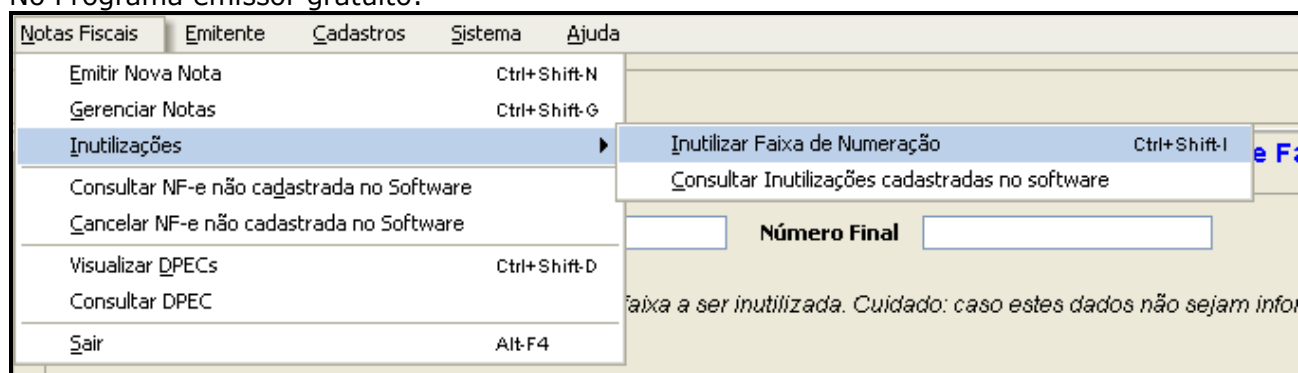 No Programa emissor gratuito:
Notas Fiscais Emitente Cadastros Sistema Ajuda
Emitir Nova Nota Ctrl+Shift-N
Gerenciar Notas Ctrl+Shift-G
Inutilizações
Inutilizar Faixa de Numeração Ctrl+Shift-I
e Fa
Consultar Inutilizações cadastradas no software
Consultar NF-e não cadastrada no Software
Cancelar NF-e não cadastrada no Software
Número Final
Visualizar DPECs Ctrl+Shift-D
Consultar DPEC
faixa a ser inutilizada. Cuidado: caso estes dados não sejam infor
Sair Alt-F4